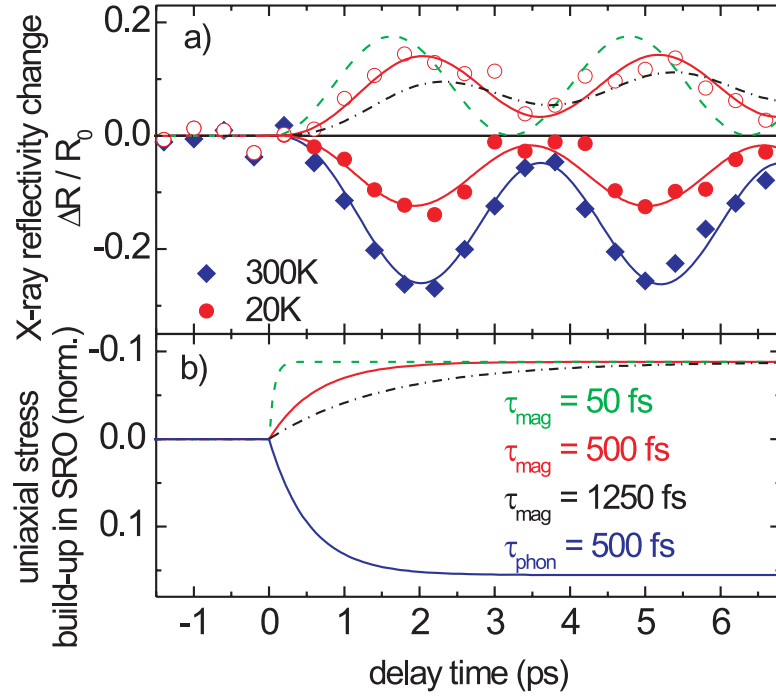 a)
X-ray reflectivity change
ΔR / R₀
0.2
0.0
-0.2
300K
20K
b)
uniaxial stress
build-up in SRO (norm.)
-0.1
0.0
0.1
τmag = 50 fs
τmag = 500 fs
τmag = 1250 fs
τphon = 500 fs
-1 0 1 2 3 4 5 6
delay time (ps)